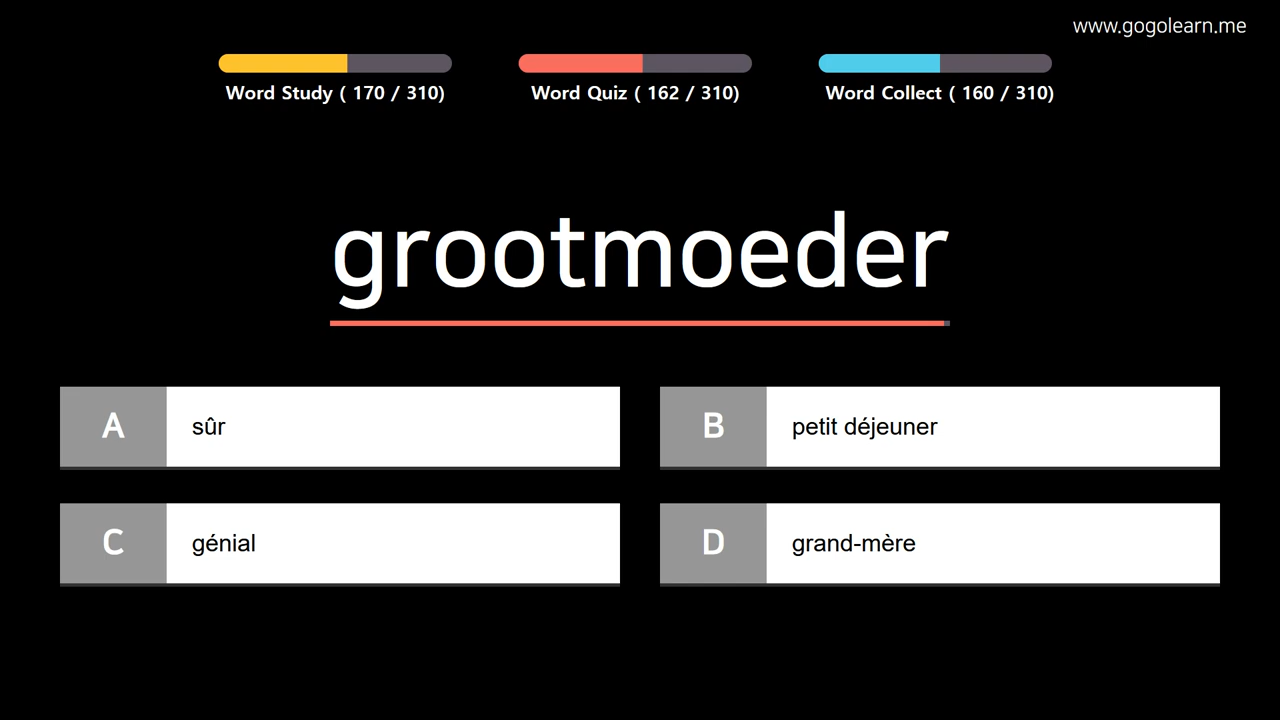 www.gogolearn.me
Word Study ( 170 / 310)
Word Quiz ( 162 / 310)
Word Collect ( 160 / 310)
grootmoeder
A sûr
B petit déjeuner
C génial
D grand-mère